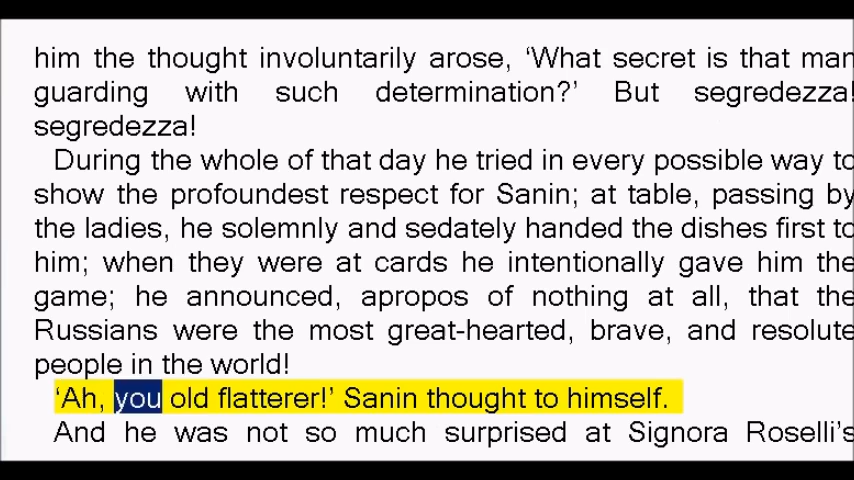 him the thought involuntarily arose, ‘What secret is that man
guarding with such determination?’ But segredezza!
segredezza!
During the whole of that day he tried in every possible way to
show the profoundest respect for Sanin; at table, passing by
the ladies, he solemnly and sedately handed the dishes first to
him; when they were at cards he intentionally gave him the
game; he announced, apropos of nothing at all, that the
Russians were the most great-hearted, brave, and resolute
people in the world!
‘Ah, you old flatterer!’ Sanin thought to himself.
And he was not so much surprised at Signora Roselli’s